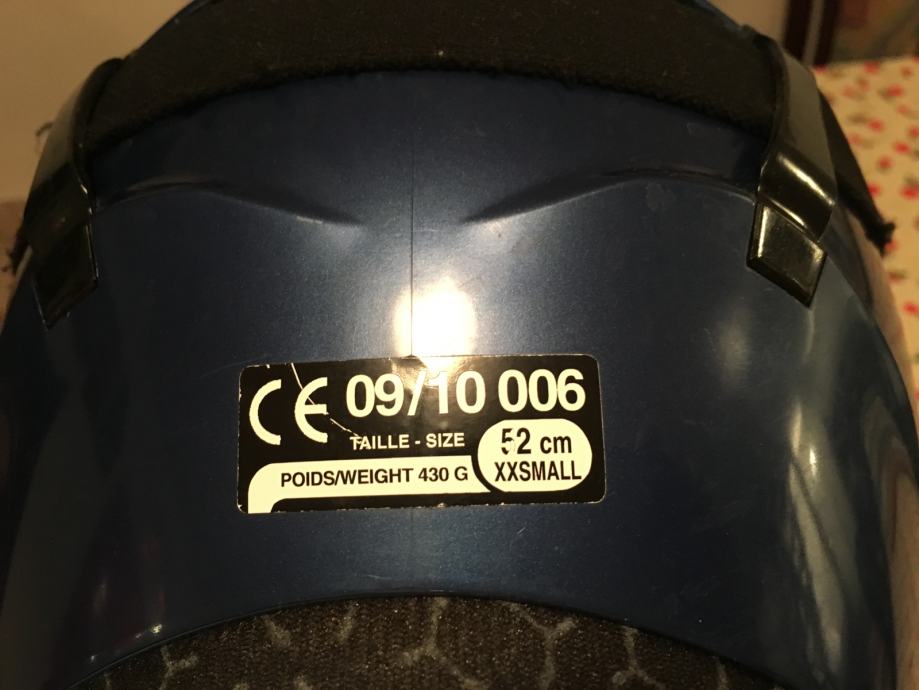 CE 09/10 006
TAILLE - SIZE
52 cm
POIDS/WEIGHT 430 G
XXSMALL